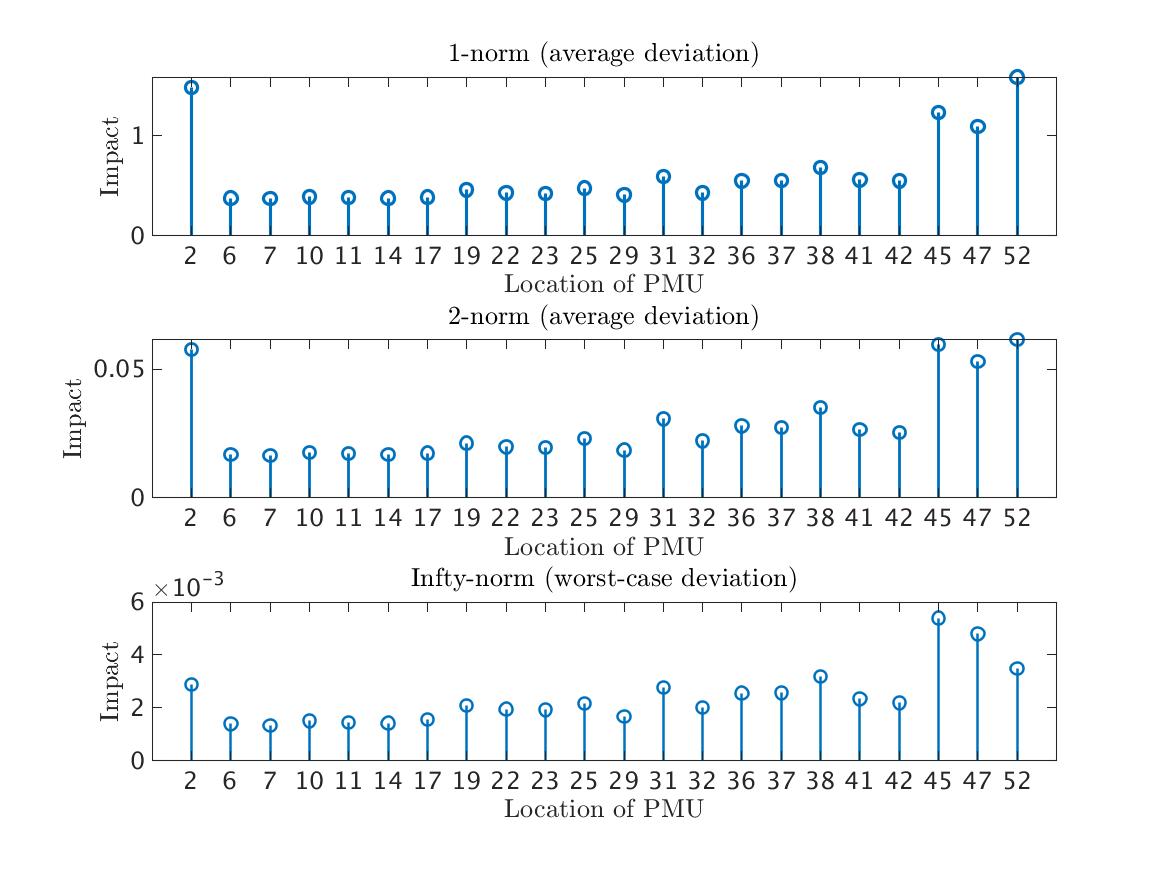 1-norm (average deviation)
Impact
1
0
2 6 7 10 11 14 17 19 22 23 25 29 31 32 36 37 38 41 42 45 47 52
Location of PMU
2-norm (average deviation)
Impact
0.05
0
2 6 7 10 11 14 17 19 22 23 25 29 31 32 36 37 38 41 42 45 47 52
Location of PMU
Infty-norm (worst-case deviation)
×10⁻³
Impact
6
4
2
0
2 6 7 10 11 14 17 19 22 23 25 29 31 32 36 37 38 41 42 45 47 52
Location of PMU